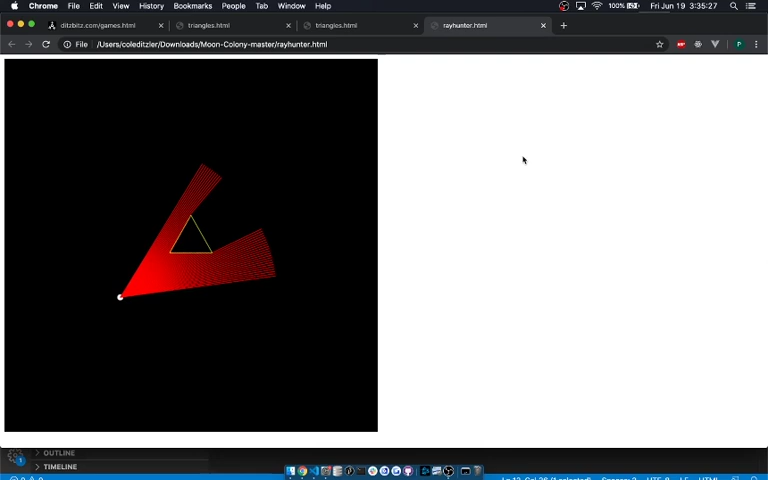 Chrome File Edit View History Bookmarks People Tab Window Help 100% Fri Jun 19 3:35:27
ditzbitz.com/games.html triangles.html triangles.html rayhunter.html
File /Users/coleditzler/Downloads/Moon-Colony-master/rayhunter.html P
OUTLINE
TIMELINE